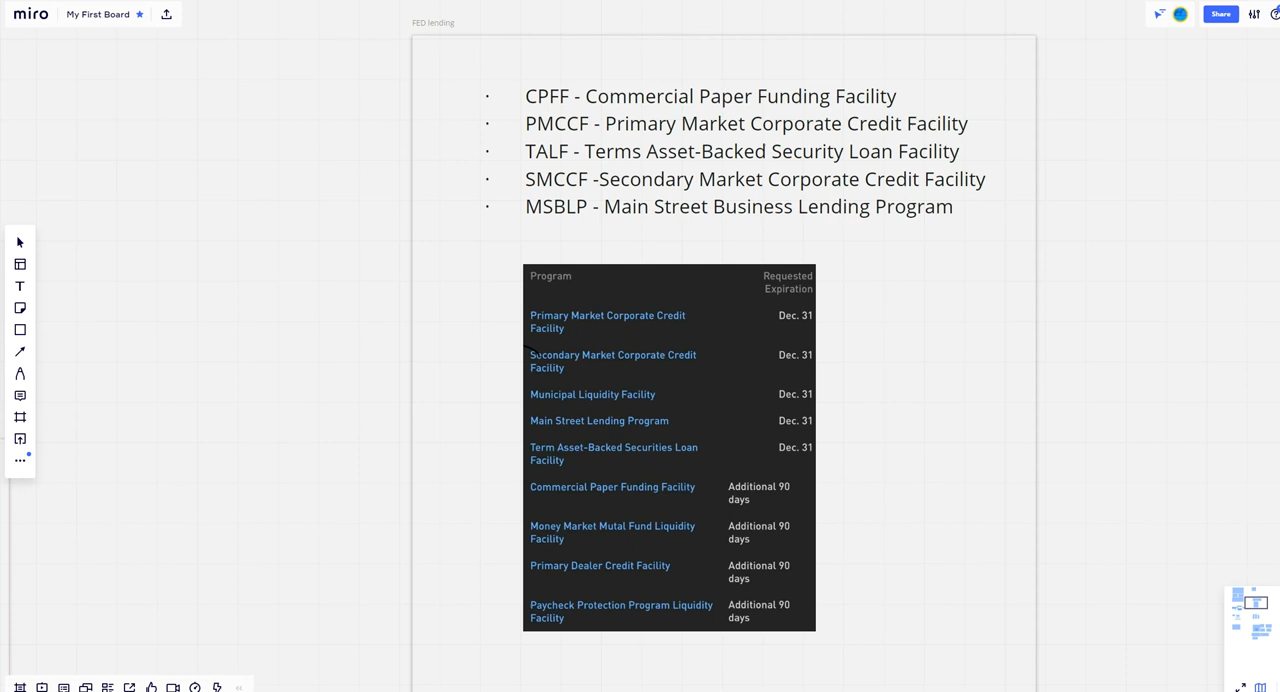 miro
My First Board
Share
FED lending
· CPFF - Commercial Paper Funding Facility
· PMCCF - Primary Market Corporate Credit Facility
· TALF - Terms Asset-Backed Security Loan Facility
· SMCCF -Secondary Market Corporate Credit Facility
· MSBLP - Main Street Business Lending Program
Program Requested
Expiration
Primary Market Corporate Credit Dec. 31
Facility
Secondary Market Corporate Credit Dec. 31
Facility
Municipal Liquidity Facility Dec. 31
Main Street Lending Program Dec. 31
Term Asset-Backed Securities Loan Dec. 31
Facility
Commercial Paper Funding Facility Additional 90
days
Money Market Mutal Fund Liquidity Additional 90
Facility days
Primary Dealer Credit Facility Additional 90
days
Paycheck Protection Program Liquidity Additional 90
Facility days